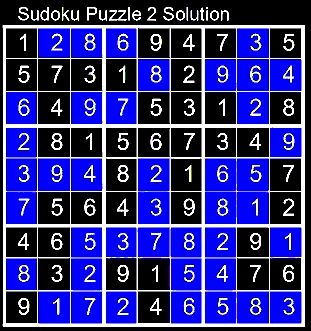 Sudoku Puzzle 2 Solution
1 2 8 6 9 4 7 3 5
5 7 3 1 8 2 9 6 4
6 4 9 7 5 3 1 2 8
2 8 1 5 6 7 3 4 9
3 9 4 8 2 1 6 5 7
7 5 6 4 3 9 8 1 2
4 6 5 3 7 8 2 9 1
8 3 2 9 1 5 4 7 6
9 1 7 2 4 6 5 8 3